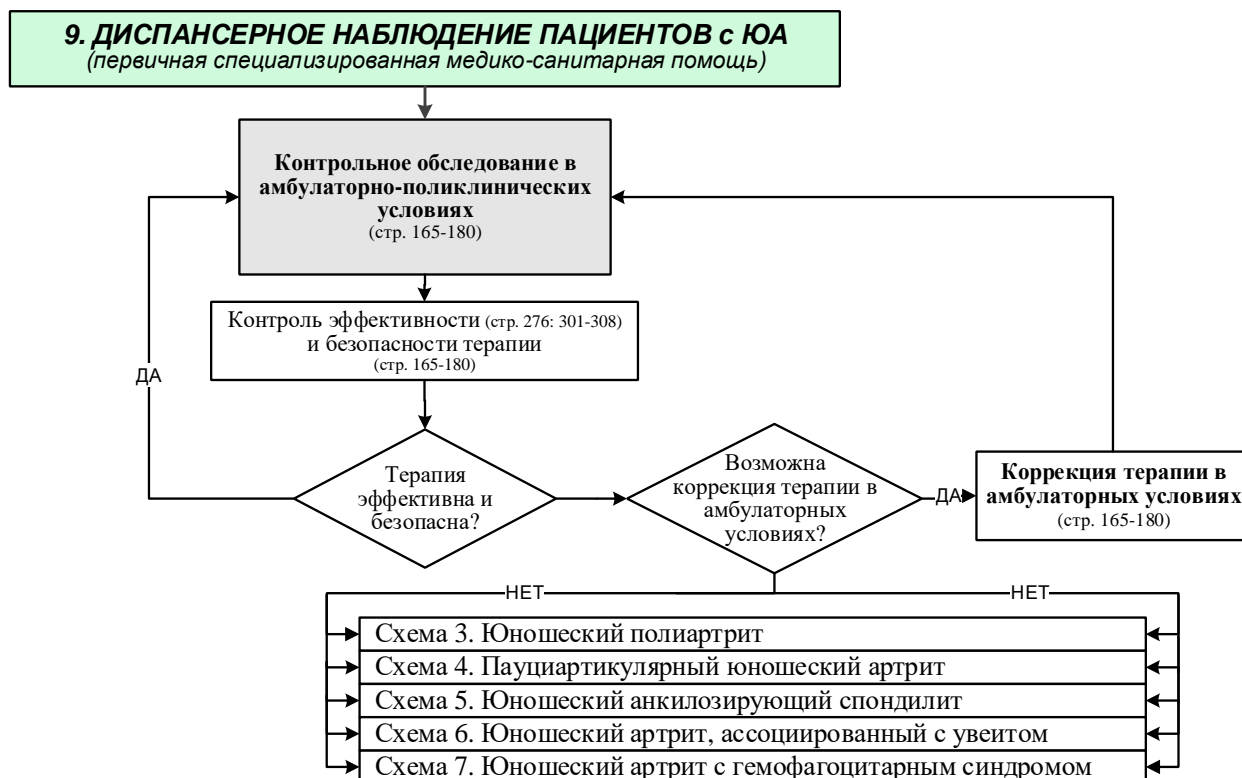 9. ДИСПАНСЕРНОЕ НАБЛЮДЕНИЕ ПАЦИЕНТОВ с ЮА
(первичная специализированная медико-санитарная помощь)
Контрольное обследование в
амбулаторно-поликлинических
условиях
(стр. 165-180)
Контроль эффективности (стр. 276: 301-308)
и безопасности терапии
(стр. 165-180)
ДА
Терапия
эффективна и
безопасна?
Возможна
коррекция терапии в
амбулаторных
условиях?
ДА
Коррекция терапии в
амбулаторных условиях
(стр. 165-180)
НЕТ
НЕТ
Схема 3. Юношеский полиартрит
Схема 4. Пауциартикулярный юношеский артрит
Схема 5. Юношеский анкилозирующий спондилит
Схема 6. Юношеский артрит, ассоциированный с увеитом
Схема 7. Юношеский артрит с гемофагоцитарным синдромом